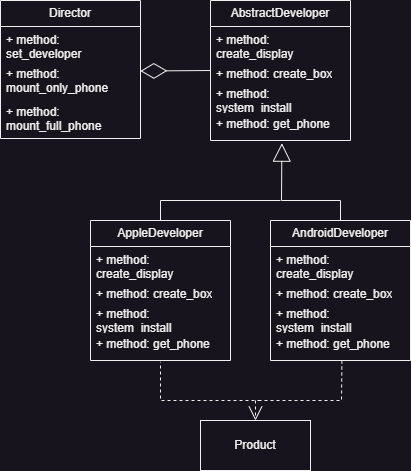 Director
+ method:
set_developer
+ method:
mount_only_phone
+ method:
mount_full_phone
AbstractDeveloper
+ method:
create_display
+ method: create_box
+ method:
system_install
+ method: get_phone
AppleDeveloper
+ method:
create_display
+ method: create_box
+ method:
system_install
+ method: get_phone
AndroidDeveloper
+ method:
create_display
+ method: create_box
+ method:
system_install
+ method: get_phone
Product